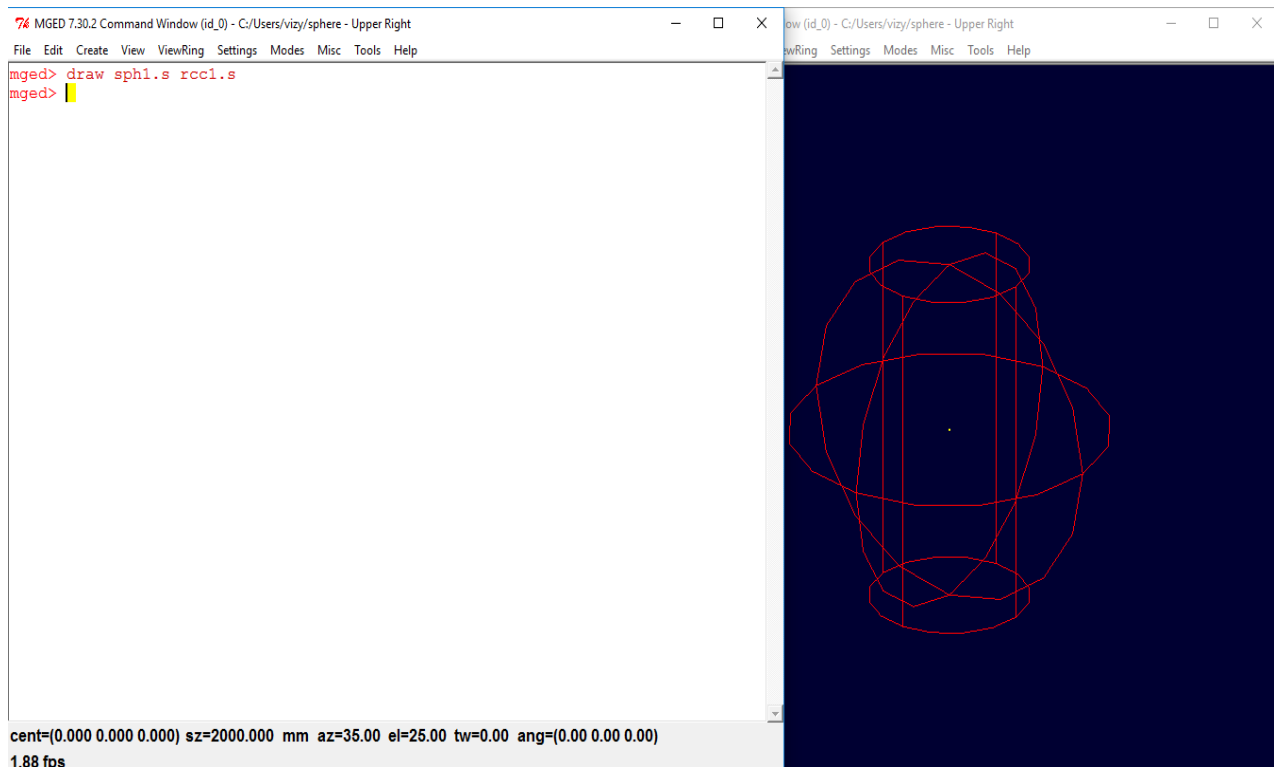 MGED 7.30.2 Command Window (id_0) - C:/Users/vizy/sphere - Upper Right
File Edit Create View ViewRing Settings Modes Misc Tools Help
mged> draw sph1.s rcc1.s
mged>
cent=(0.000 0.000 0.000) sz=2000.000 mm az=35.00 el=25.00 tw=0.00 ang=(0.00 0.00 0.00)
1.88 fps
(id_0) - C:/Users/vizy/sphere - Upper Right
Settings Modes Misc Tools Help